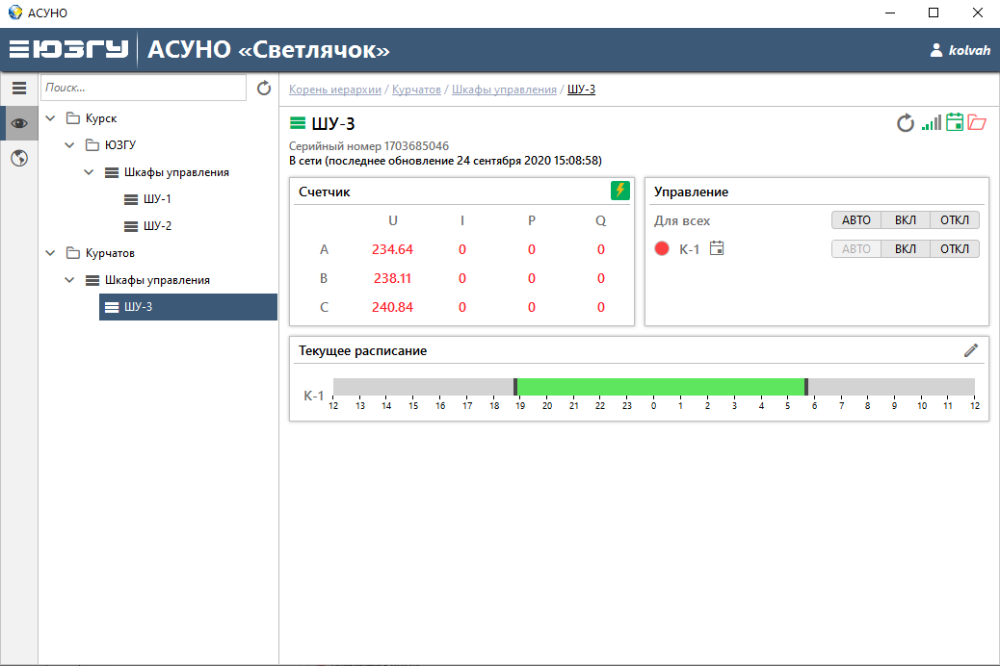 АСУНО
ЮЗГУ АСУНО «Светлячок» kolvah
Поиск...
Курск
ЮЗГУ
Шкафы управления
ШУ-1
ШУ-2
Курчатов
Шкафы управления
ШУ-3
Корень иерархии / Курчатов / Шкафы управления / ШУ-3
ШУ-3
Серийный номер 1703685046
В сети (последнее обновление 24 сентября 2020 15:08:58)
Счетчик
U I P Q
A 234.64 0 0 0
B 238.11 0 0 0
C 240.84 0 0 0
Управление
Для всех АВТО ВКЛ ОТКЛ
К-1 АВТО ВКЛ ОТКЛ
Текущее расписание
К-1
12 13 14 15 16 17 18 19 20 21 22 23 0 1 2 3 4 5 6 7 8 9 10 11 12